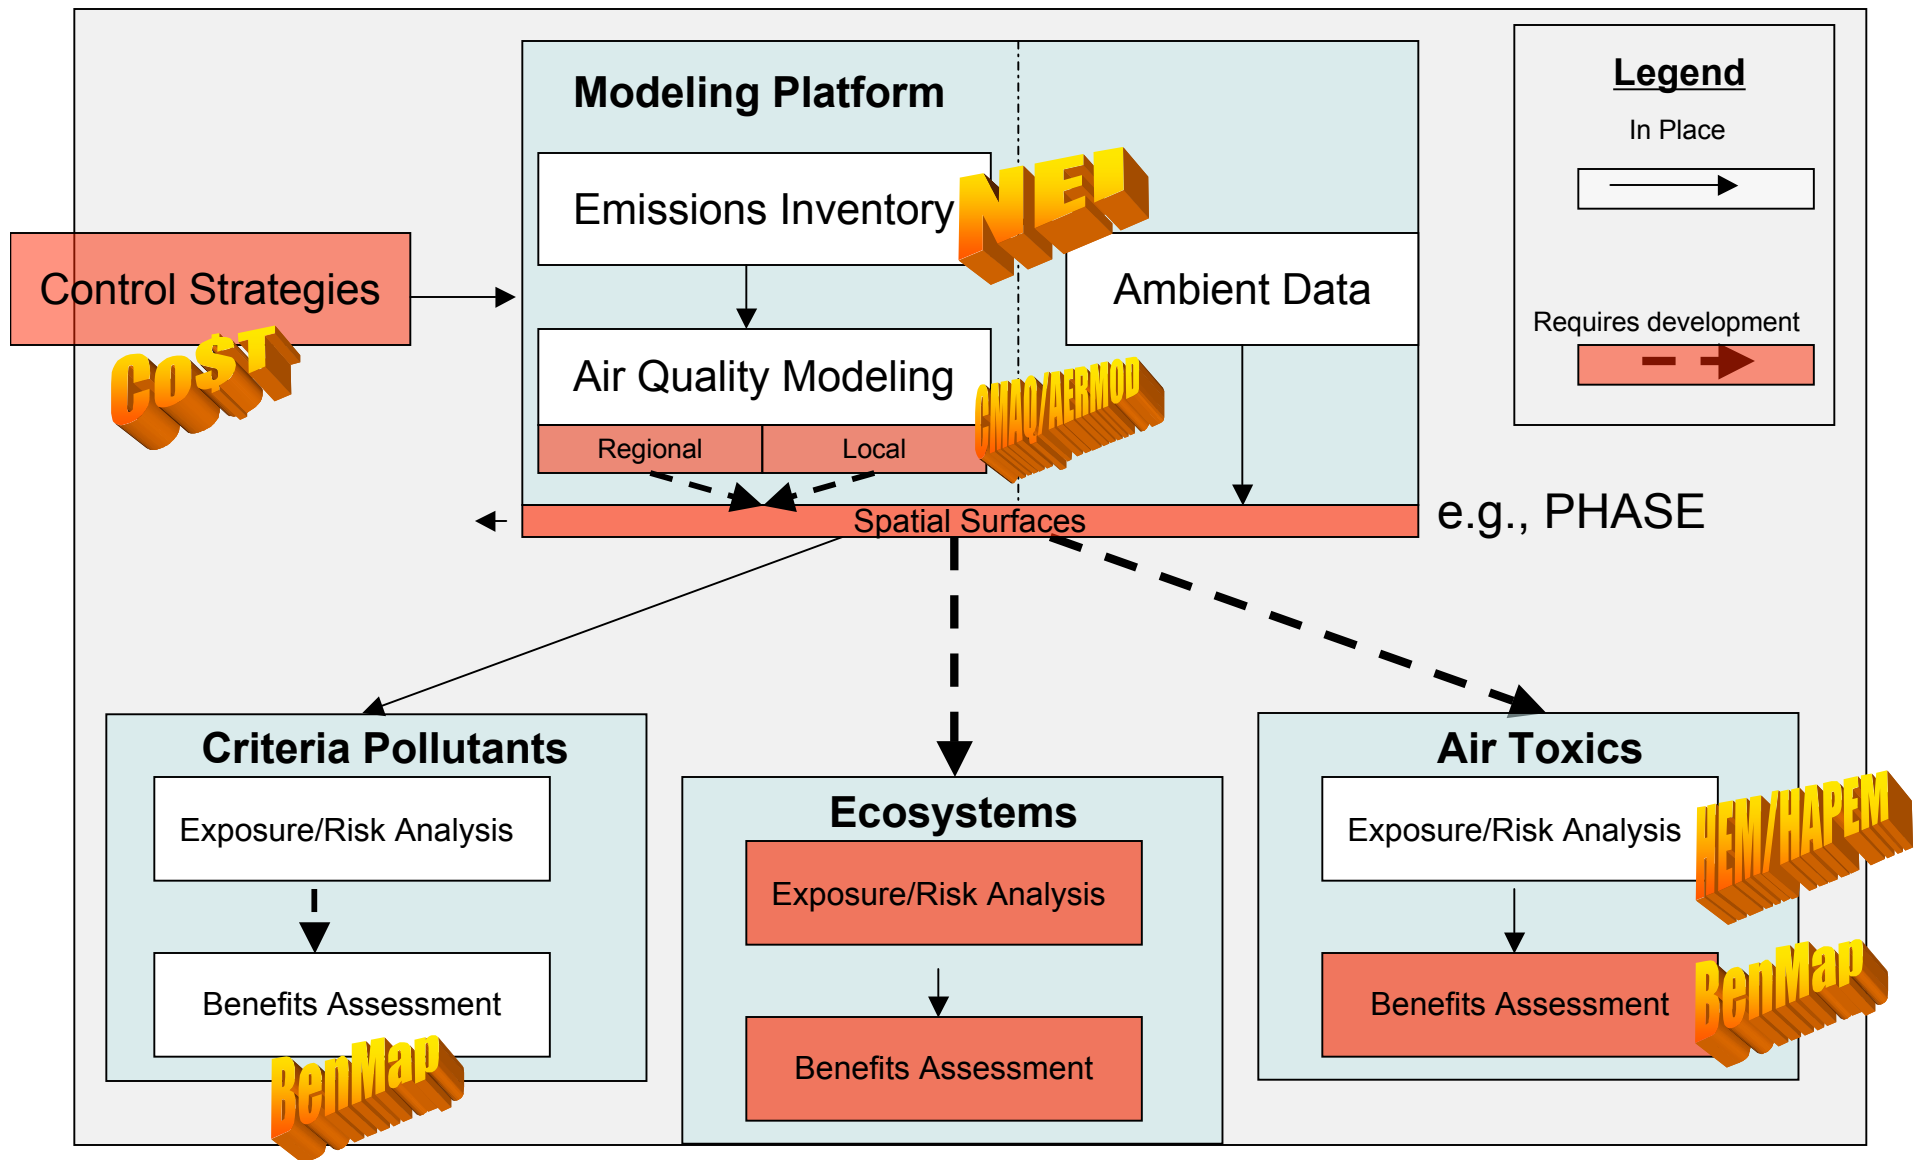 Modeling Platform
Legend
In Place
Emissions Inventory
NEI
Control Strategies
Ambient Data
Requires development
Co$T
Air Quality Modeling
CMAQ/AERMOD
Regional
Local
Spatial Surfaces
e.g., PHASE
Criteria Pollutants
Exposure/Risk Analysis
Benefits Assessment
BenMap
Ecosystems
Exposure/Risk Analysis
Benefits Assessment
Air Toxics
Exposure/Risk Analysis
HEM/HAPEM
Benefits Assessment
BenMap